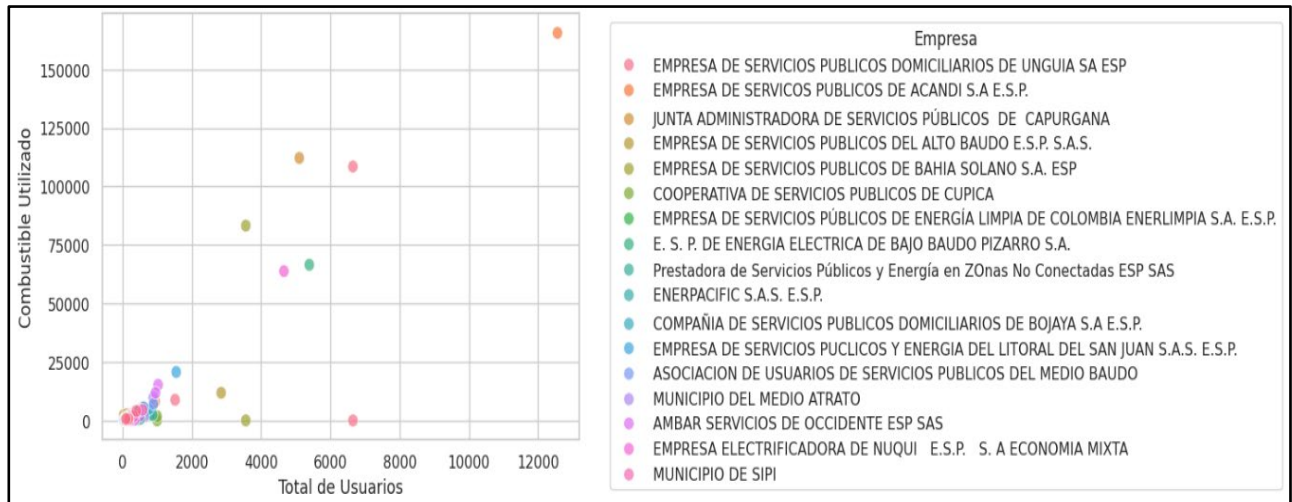 150000
125000
100000
75000
50000
25000
0
Combustible Utilizado
0 2000 4000 6000 8000 10000 12000
Total de Usuarios
Empresa
EMPRESA DE SERVICIOS PUBLICOS DOMICILIARIOS DE UNGUIA SA ESP
EMPRESA DE SERVICOS PUBLICOS DE ACANDI S.A E.S.P.
JUNTA ADMINISTRADORA DE SERVICIOS PÚBLICOS DE CAPURGANA
EMPRESA DE SERVICIOS PUBLICOS DEL ALTO BAUDO E.S.P. S.A.S.
EMPRESA DE SERVICIOS PUBLICOS DE BAHIA SOLANO S.A. ESP
COOPERATIVA DE SERVICIOS PUBLICOS DE CUPICA
EMPRESA DE SERVICIOS PÚBLICOS DE ENERGÍA LIMPIA DE COLOMBIA ENERLIMPIA S.A. E.S.P.
E. S. P. DE ENERGIA ELECTRICA DE BAJO BAUDO PIZARRO S.A.
Prestadora de Servicios Públicos y Energía en ZOnas No Conectadas ESP SAS
ENERPACIFIC S.A.S. E.S.P.
COMPAÑIA DE SERVICIOS PUBLICOS DOMICILIARIOS DE BOJAYA S.A E.S.P.
EMPRESA DE SERVICIOS PUCLICOS Y ENERGIA DEL LITORAL DEL SAN JUAN S.A.S. E.S.P.
ASOCIACION DE USUARIOS DE SERVICIOS PUBLICOS DEL MEDIO BAUDO
MUNICIPIO DEL MEDIO ATRATO
AMBAR SERVICIOS DE OCCIDENTE ESP SAS
EMPRESA ELECTRIFICADORA DE NUQUI E.S.P. S. A ECONOMIA MIXTA
MUNICIPIO DE SIPI